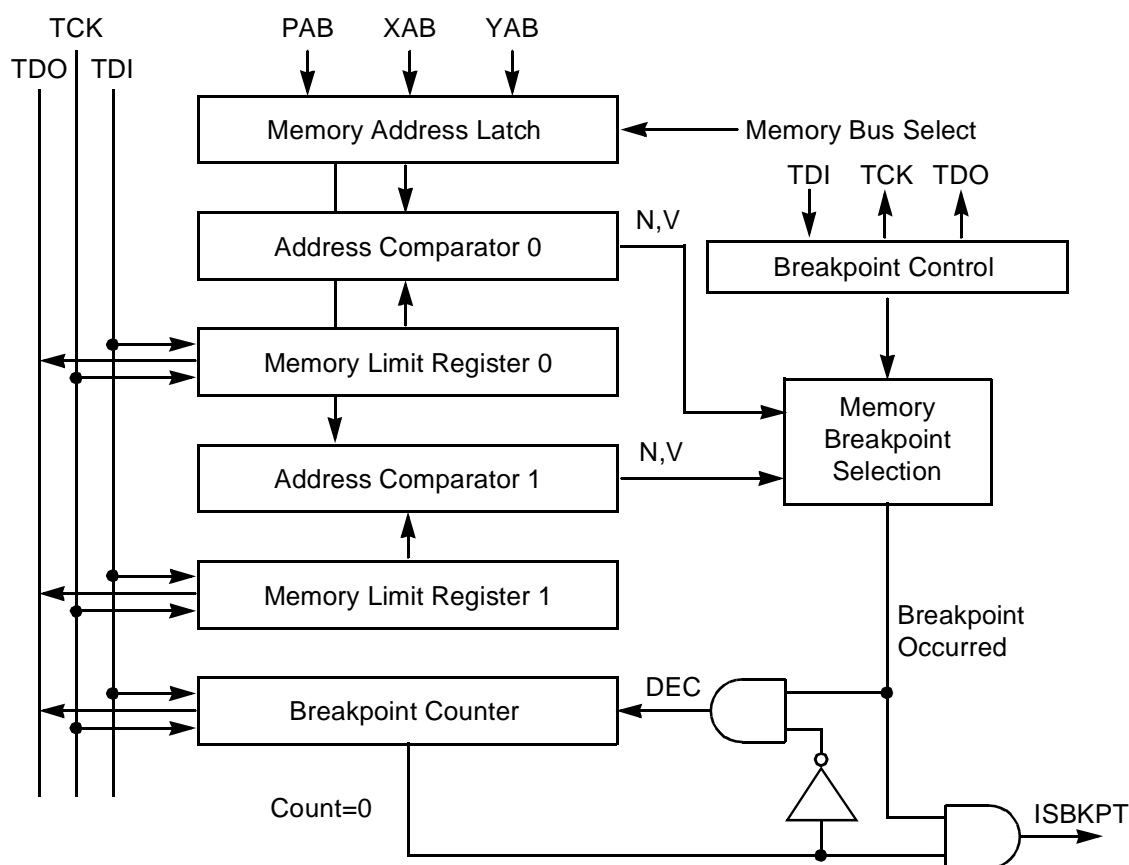 TCK
PAB XAB YAB
TDO TDI
Memory Address Latch
Memory Bus Select
TDI TCK TDO
Address Comparator 0
N,V
Breakpoint Control
Memory Limit Register 0
Memory
Breakpoint
Selection
Address Comparator 1
N,V
Memory Limit Register 1
Breakpoint
Occurred
DEC
Breakpoint Counter
Count=0
ISBKPT